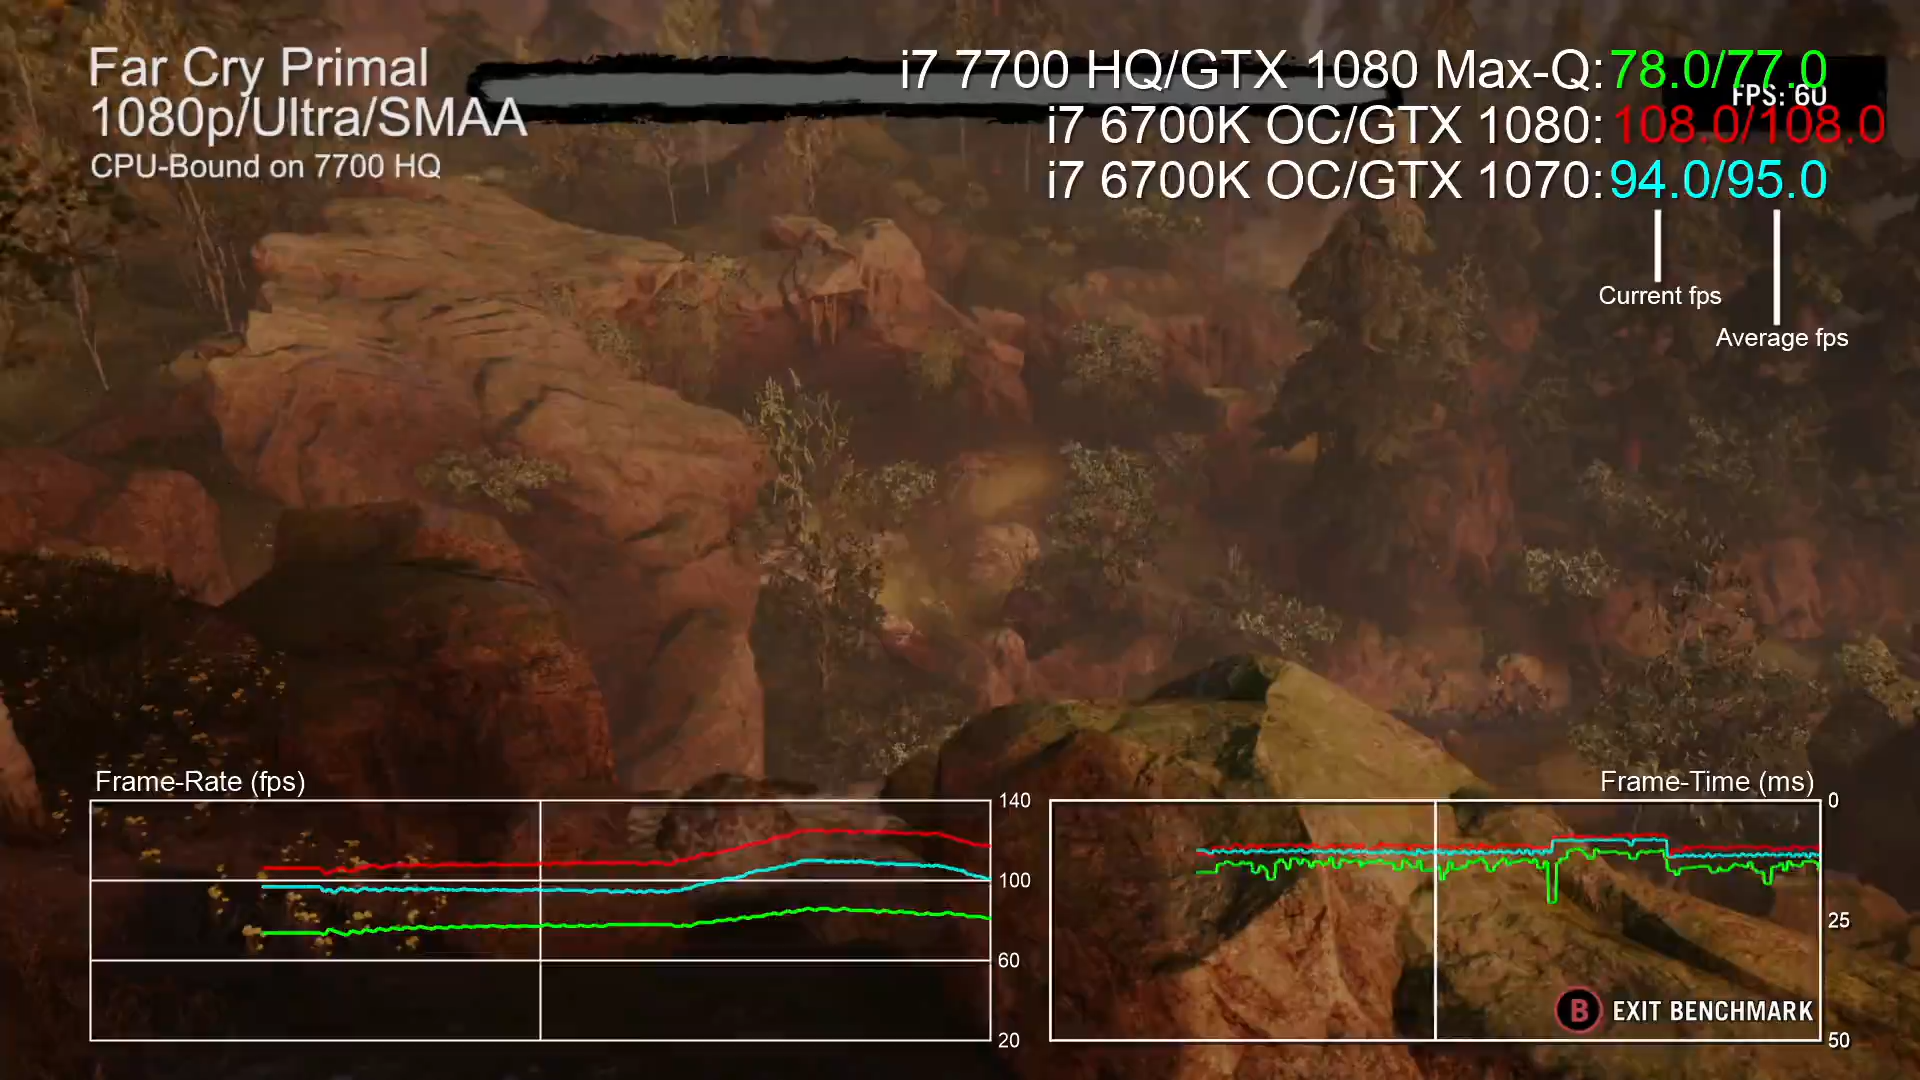 Far Cry Primal
1080p/Ultra/SMAA
CPU-Bound on 7700 HQ
i7 7700 HQ/GTX 1080 Max-Q:78.0/77.0
FPS: 60
i7 6700K OC/GTX 1080:108.0/108.0
i7 6700K OC/GTX 1070:94.0/95.0
Current fps
Average fps
Frame-Rate (fps)
140
100
60
20
Frame-Time (ms)
0
25
50
B EXIT BENCHMARK